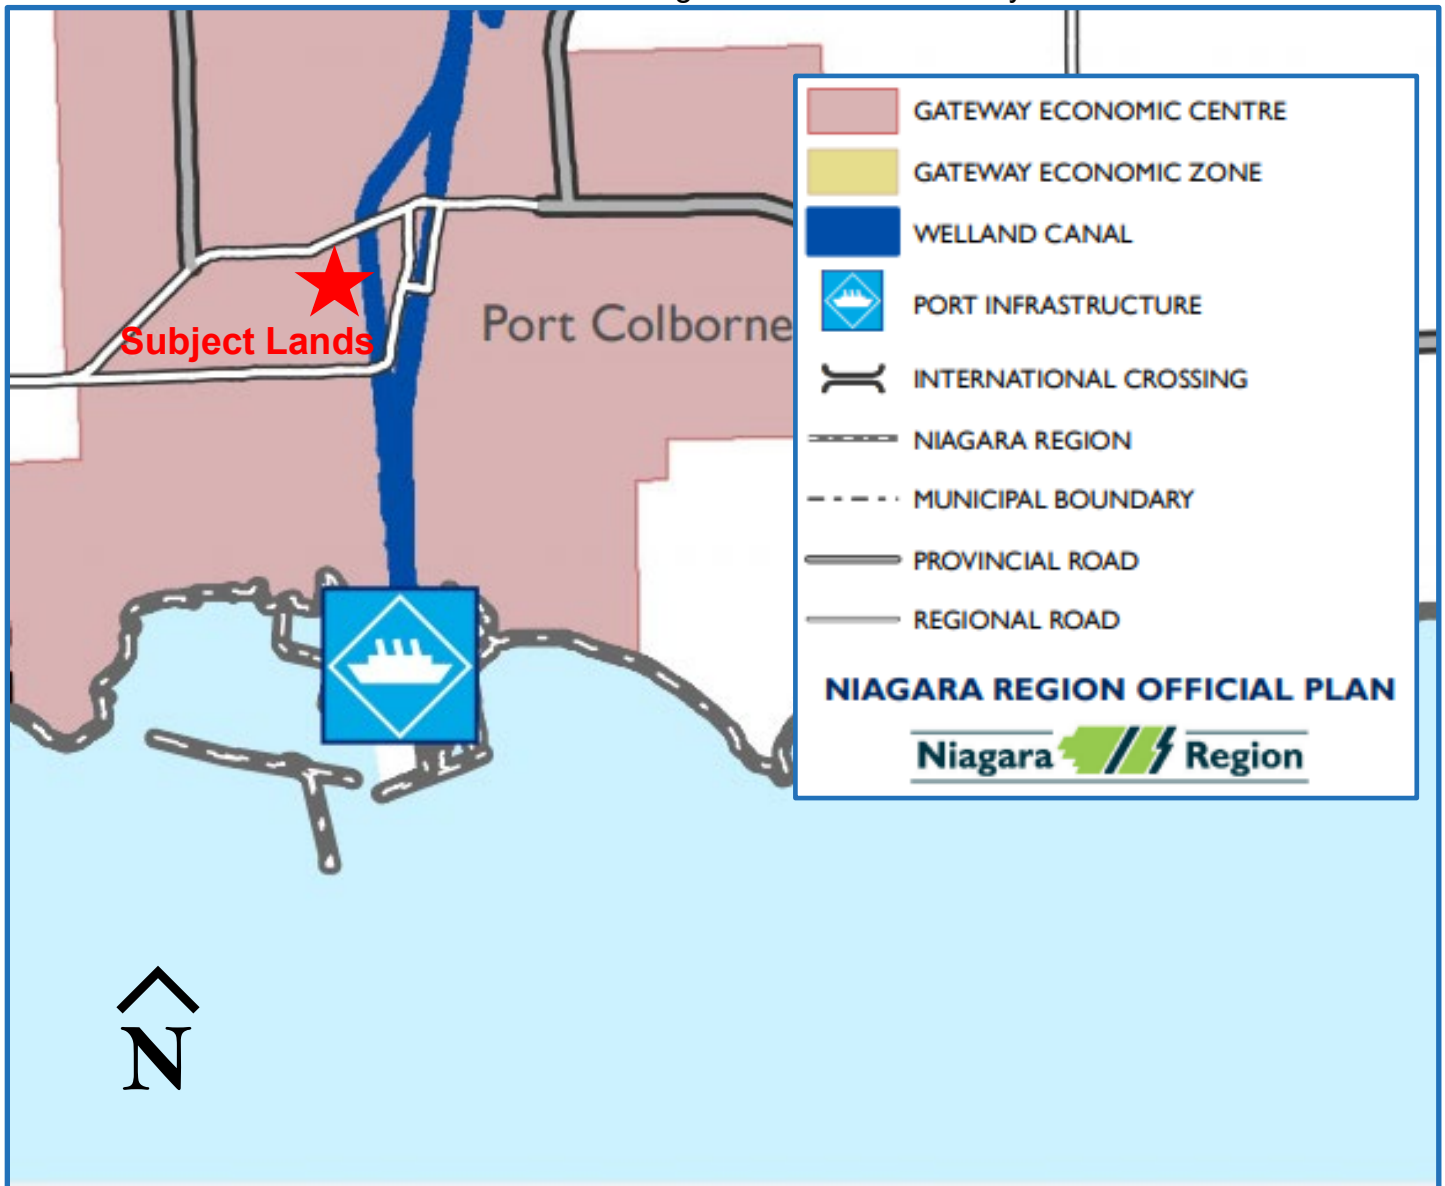 GATEWAY ECONOMIC CENTRE
GATEWAY ECONOMIC ZONE
WELLAND CANAL
PORT INFRASTRUCTURE
INTERNATIONAL CROSSING
NIAGARA REGION
MUNICIPAL BOUNDARY
PROVINCIAL ROAD
REGIONAL ROAD
NIAGARA REGION OFFICIAL PLAN
Niagara Region
Port Colborne
Subject Lands
N